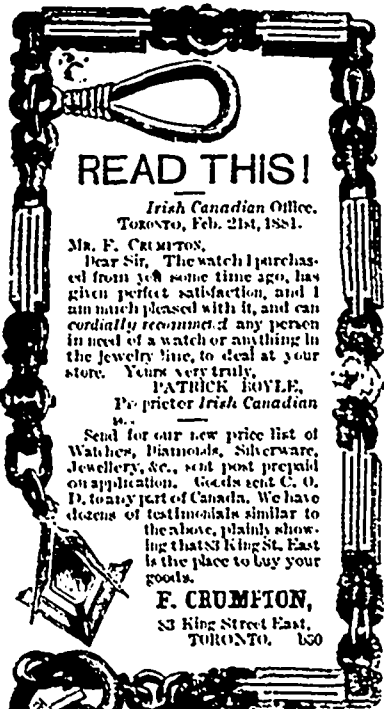 READ THIS!
Irish Canadian Office.
TORONTO, Feb. 21st, 1881.
MR. F. CRUMPTON,
Dear Sir, The watch I purchas-
ed from you some time ago, has
given perfect satisfaction, and I
am much pleased with it, and can
cordially recommend any person
in need of a watch or anything in
the jewelry line, to deal at your
store. Yours very truly,
PATRICK BOYLE,
Proprietor Irish Canadian
Send for our new price list of
Watches, Diamonds, Silverware,
Jewellery, &c., sent post prepaid
on application. Goods sent C. O.
D. to any part of Canada. We have
dozens of testimonials similar to
the above, plainly show-
ing that 83 King St. East
is the place to buy your
goods.
F. CRUMPTON,
83 King Street East,
TORONTO. b50